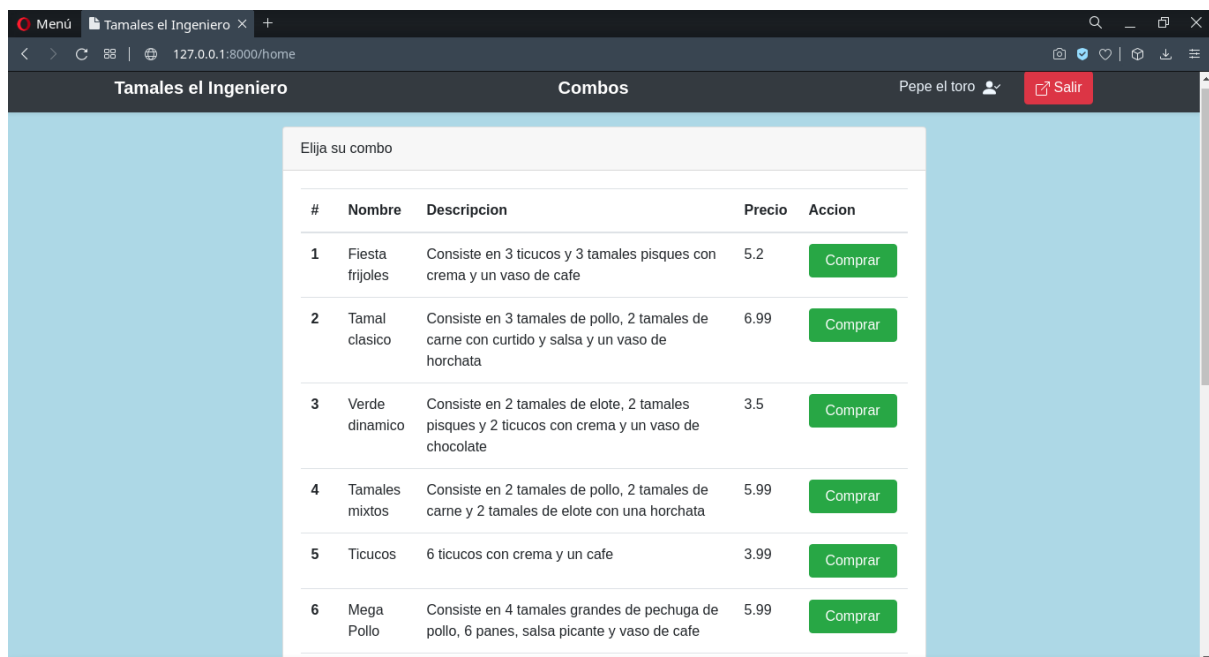 Menú Tamales el Ingeniero
127.0.0.1:8000/home
Tamales el Ingeniero Combos Pepe el toro Salir
Elija su combo
# Nombre Descripcion Precio Accion
1 Fiesta Consiste en 3 ticucos y 3 tamales pisques con 5.2 Comprar
frijoles crema y un vaso de cafe
2 Tamal Consiste en 3 tamales de pollo, 2 tamales de 6.99 Comprar
clasico carne con curtido y salsa y un vaso de
horchata
3 Verde Consiste en 2 tamales de elote, 2 tamales 3.5 Comprar
dinamico pisques y 2 ticucos con crema y un vaso de
chocolate
4 Tamales Consiste en 2 tamales de pollo, 2 tamales de 5.99 Comprar
mixtos carne y 2 tamales de elote con una horchata
5 Ticucos 6 ticucos con crema y un cafe 3.99 Comprar
6 Mega Consiste en 4 tamales grandes de pechuga de 5.99 Comprar
Pollo pollo, 6 panes, salsa picante y vaso de cafe